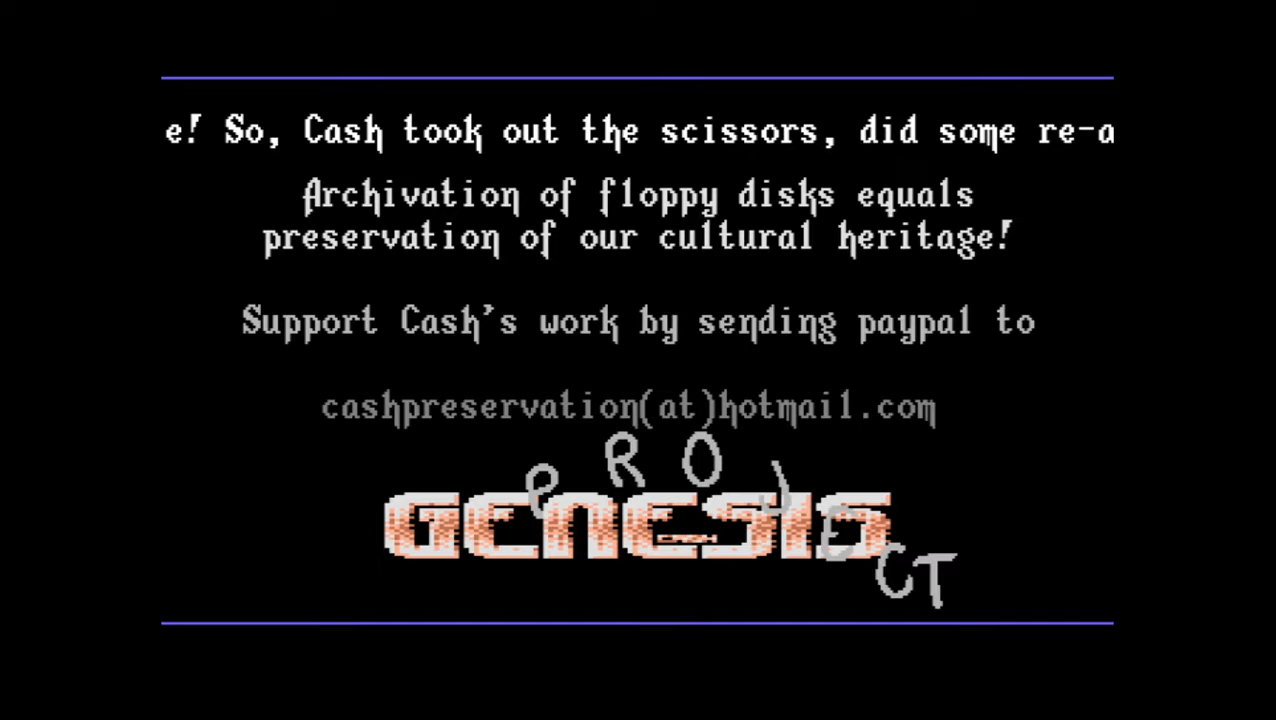 e! So, Cash took out the scissors, did some re-a
Archivation of floppy disks equals
preservation of our cultural heritage!
Support Cash's work by sending paypal to
cashpreservation(at)hotmail.com
PROJECT
GENESIS